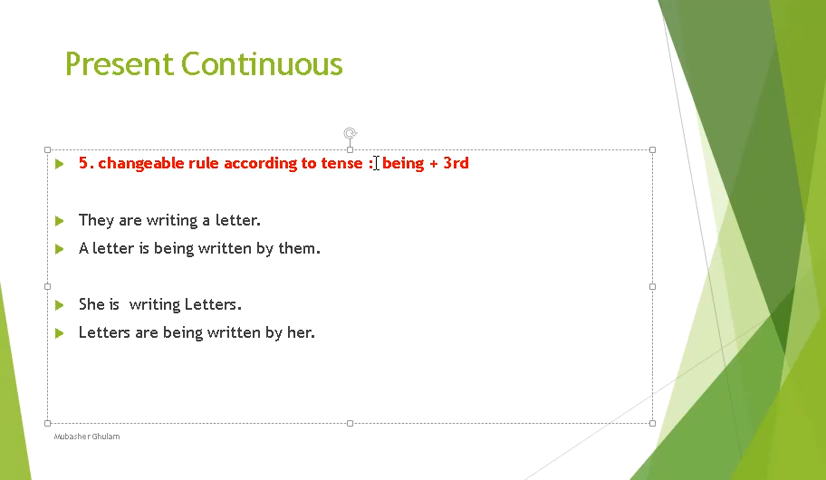 Present Continuous
5. changeable rule according to tense : being + 3rd
They are writing a letter.
A letter is being written by them.
She is  writing Letters.
Letters are being written by her.
Mubasher Ghulam